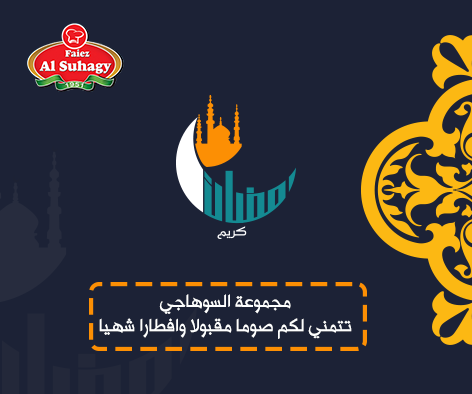 Faiez
Al Suhagy
1951
رمضان
كريم
مجموعة السوهاجي
تتمني لكم صوما مقبولا وافطارا شهيا